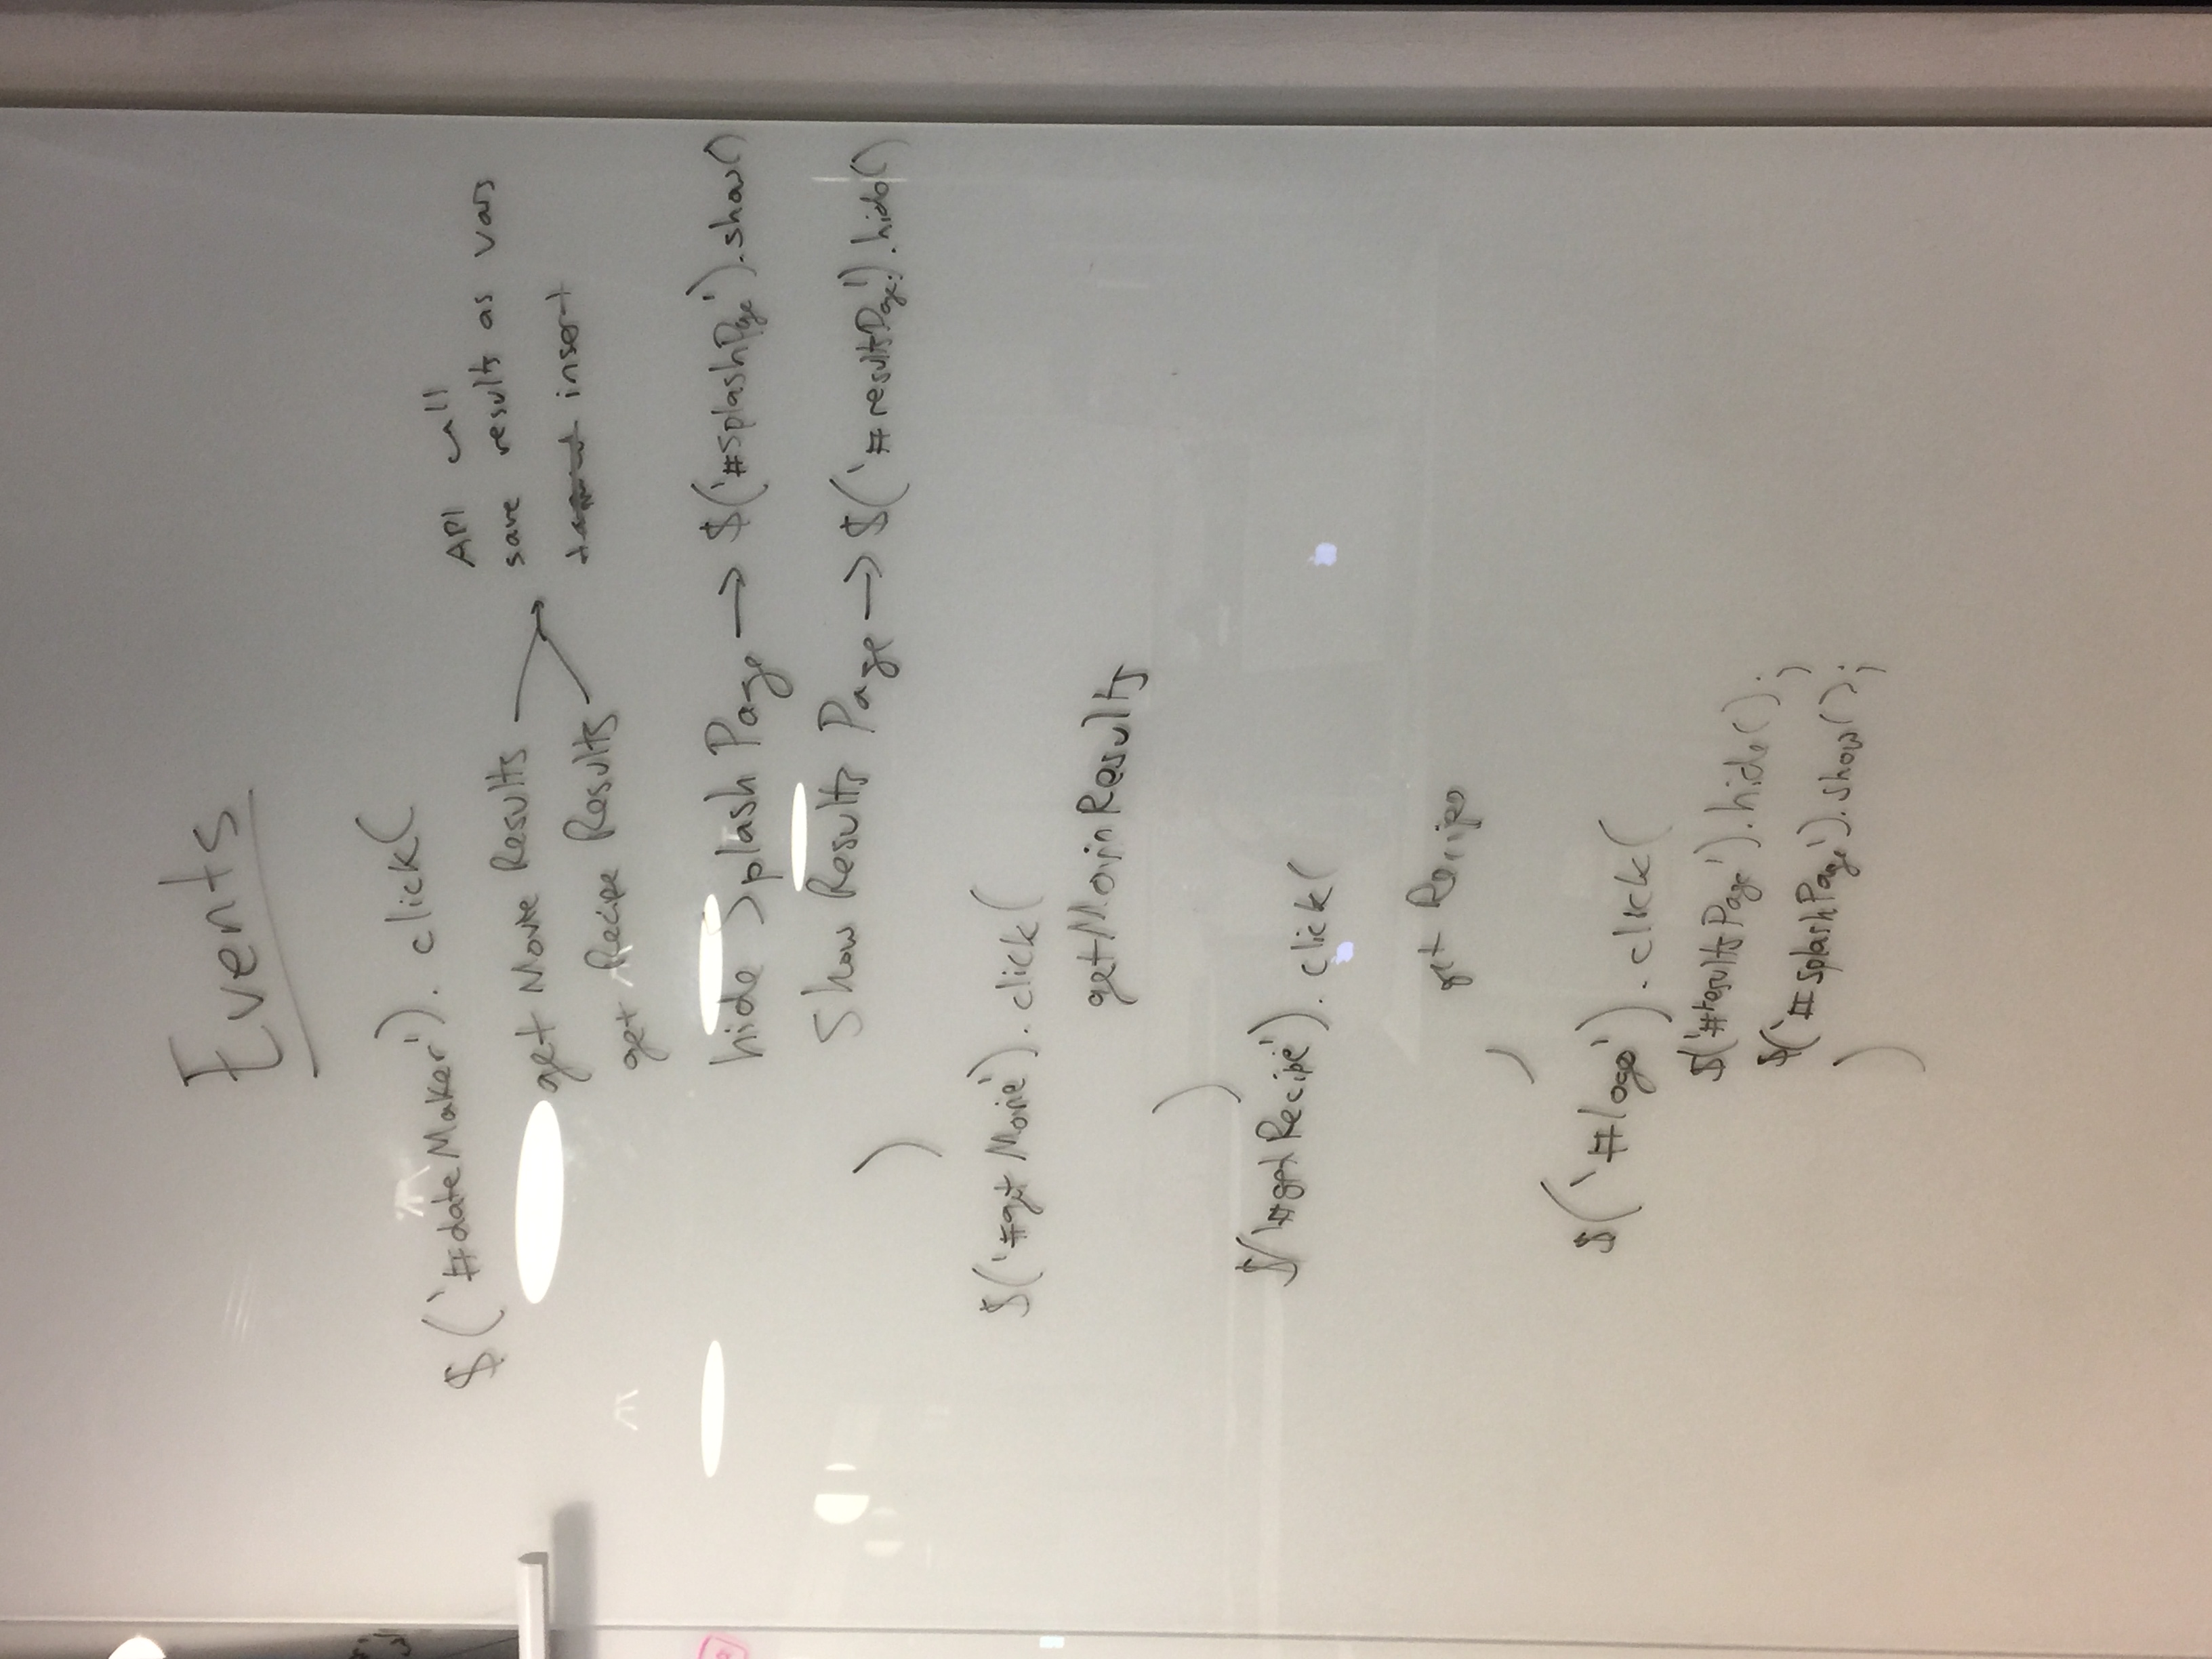 Events
$('#dateMaker').click(
get Movie Results
get Recipe Results
API call
save results as vars
insert
hide Splash Page → $('#splashPage').show()
Show Results Page → $('#resultsPage').hide()
)
$('#getMovie').click(
getMovieResults
)
$('#getRecipe').click(
get Recipe
)
$('#logo').click(
$('#resultsPage').hide();
$('#splashPage').show();
)